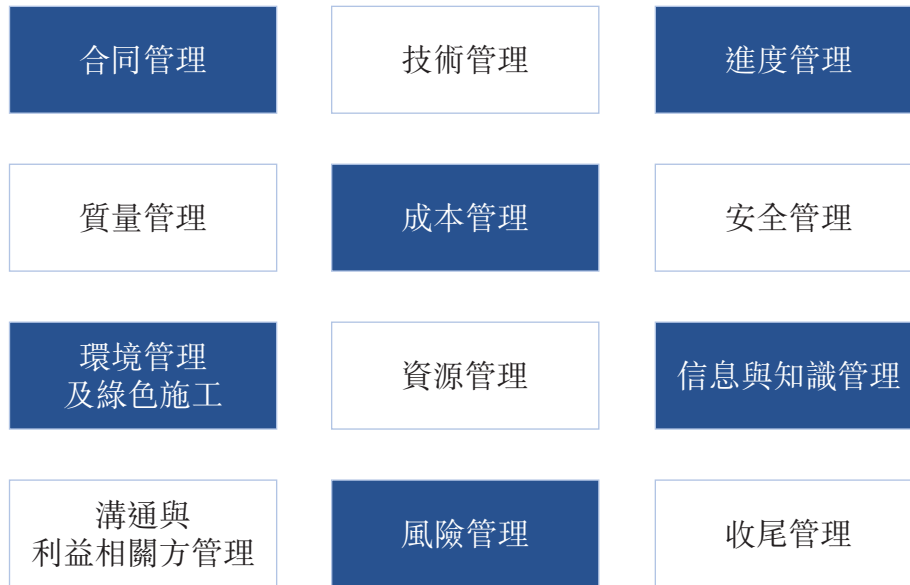 合同管理
技術管理
進度管理
質量管理
成本管理
安全管理
環境管理
及綠色施工
資源管理
信息與知識管理
溝通與
利益相關方管理
風險管理
收尾管理